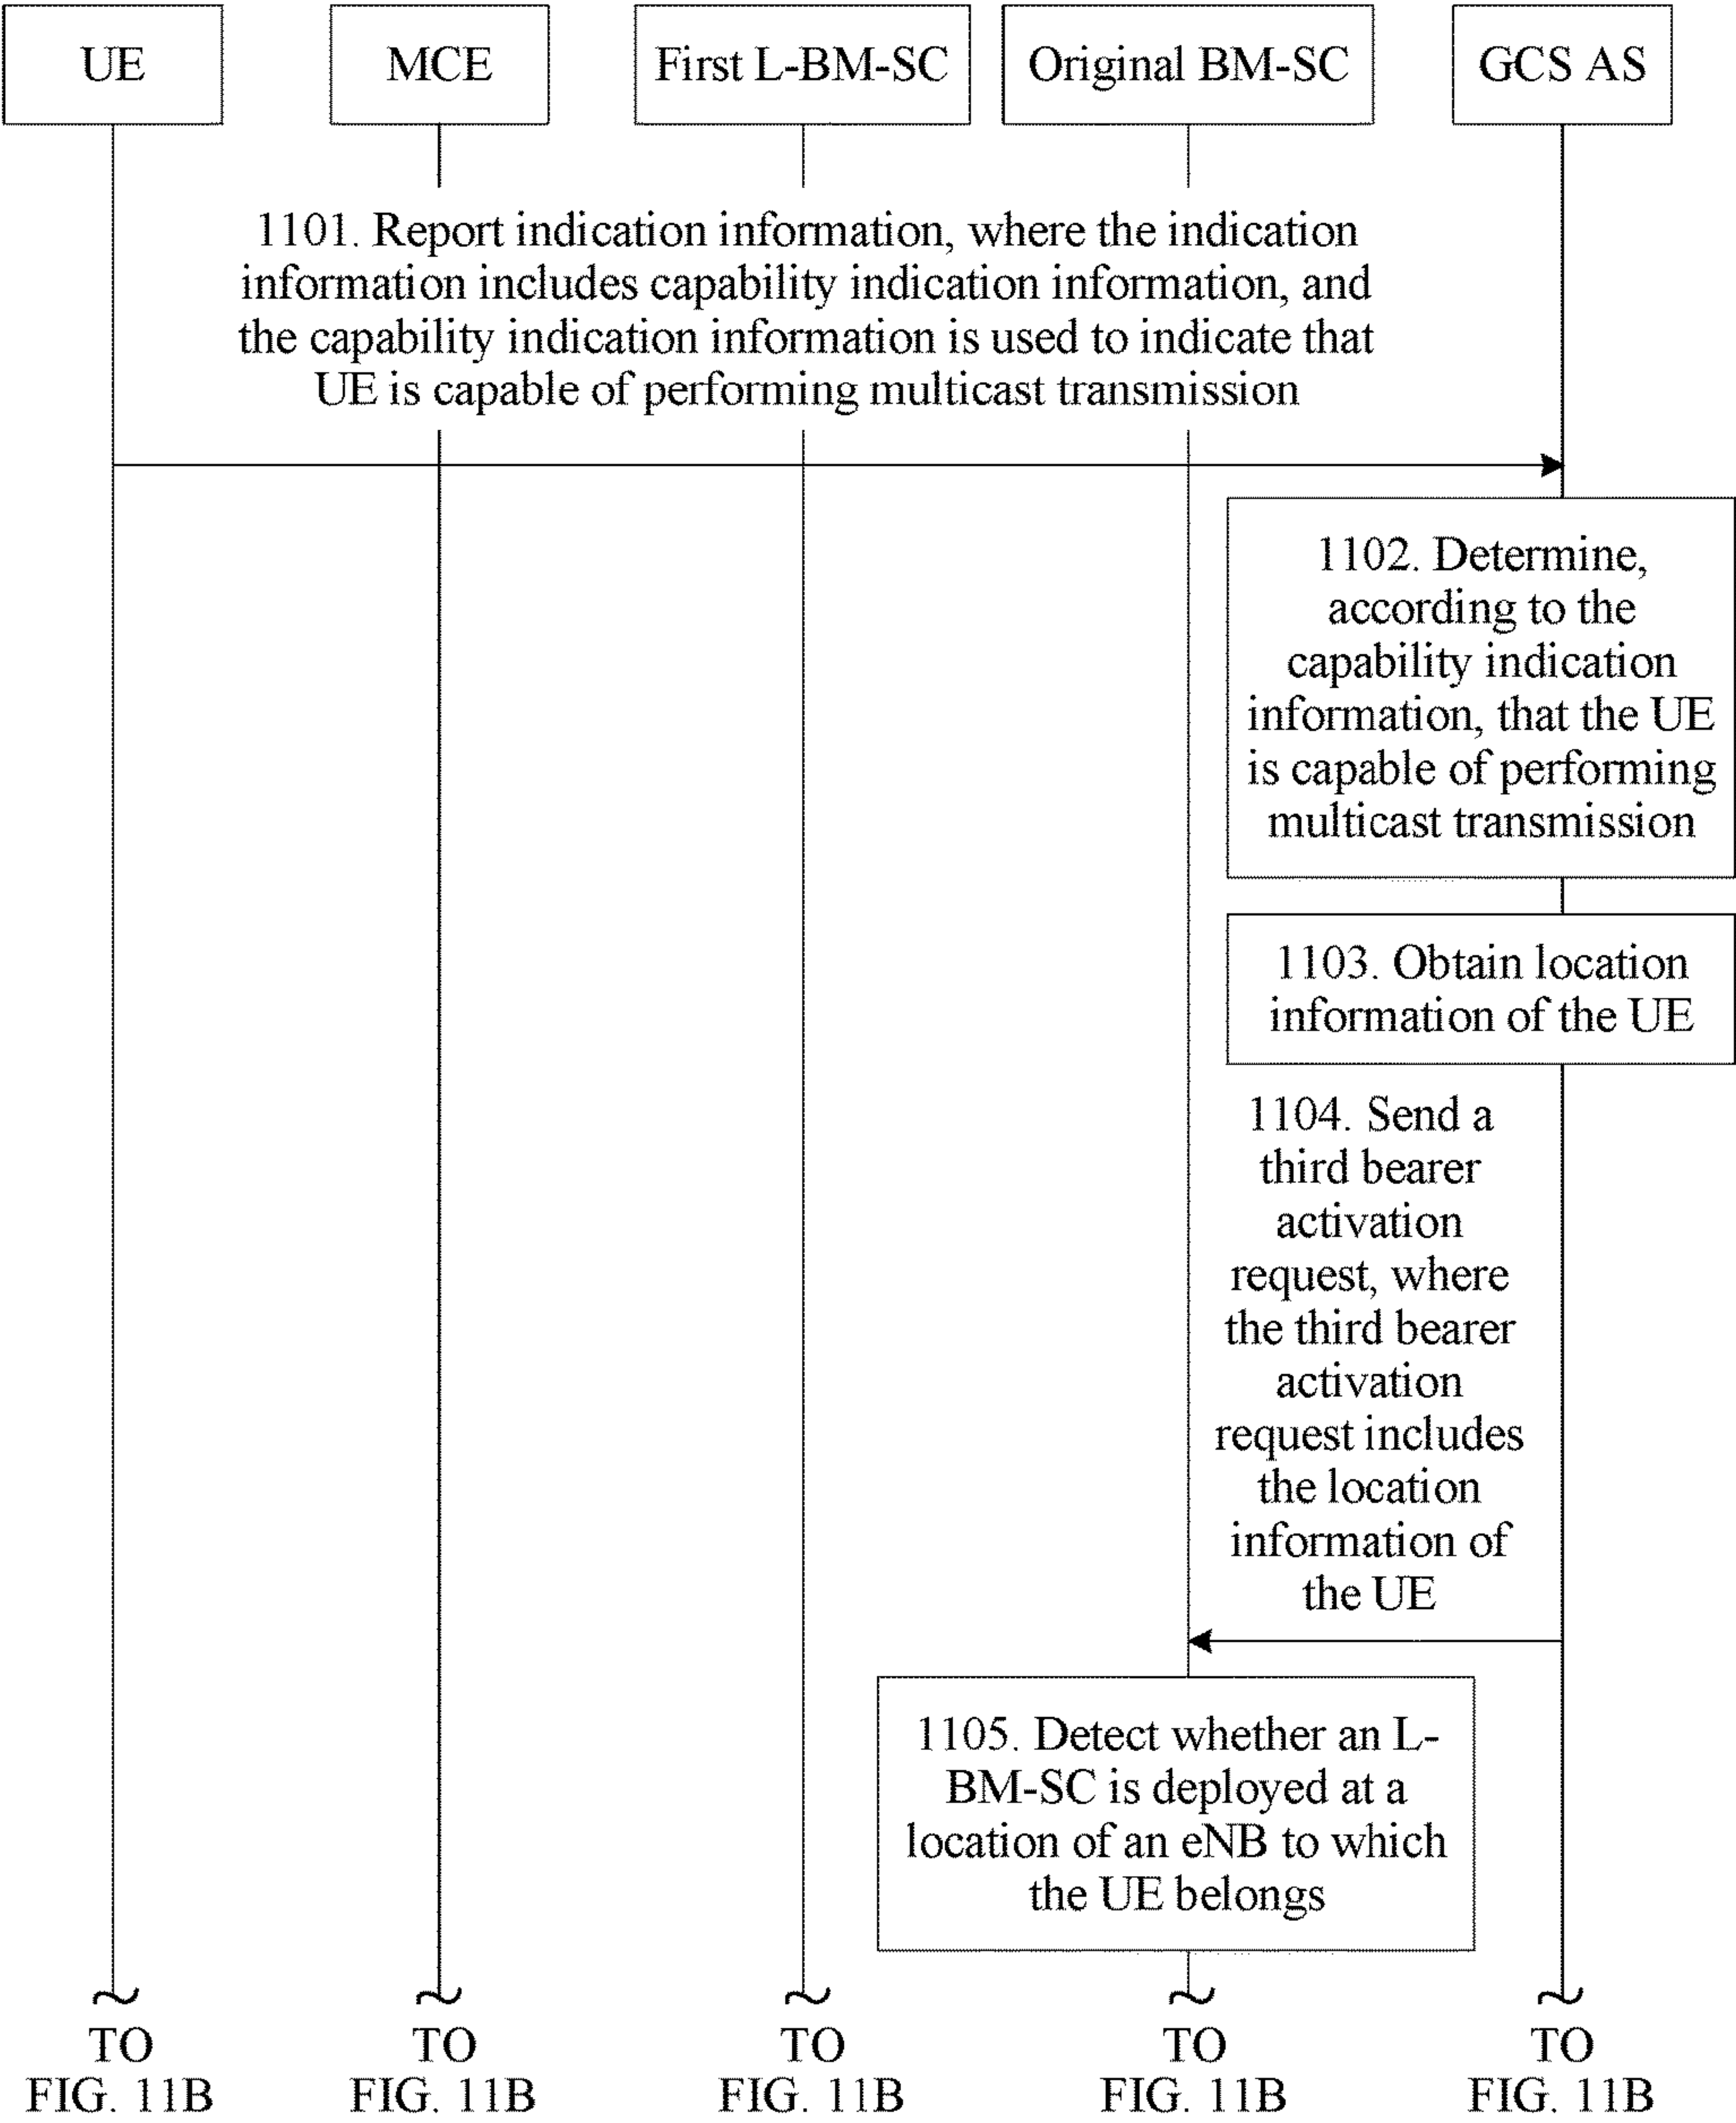 UE
MCE
First L-BM-SC
Original BM-SC
GCS AS
1101. Report indication information, where the indication
information includes capability indication information, and
the capability indication information is used to indicate that
UE is capable of performing multicast transmission
1102. Determine,
according to the
capability indication
information, that the UE
is capable of performing
multicast transmission
1103. Obtain location
information of the UE
1104. Send a
third bearer
activation
request, where
the third bearer
activation
request includes
the location
information of
the UE
1105. Detect whether an L-
BM-SC is deployed at a
location of an eNB to which
the UE belongs
TO
FIG. 11B
TO
FIG. 11B
TO
FIG. 11B
TO
FIG. 11B
TO
FIG. 11B